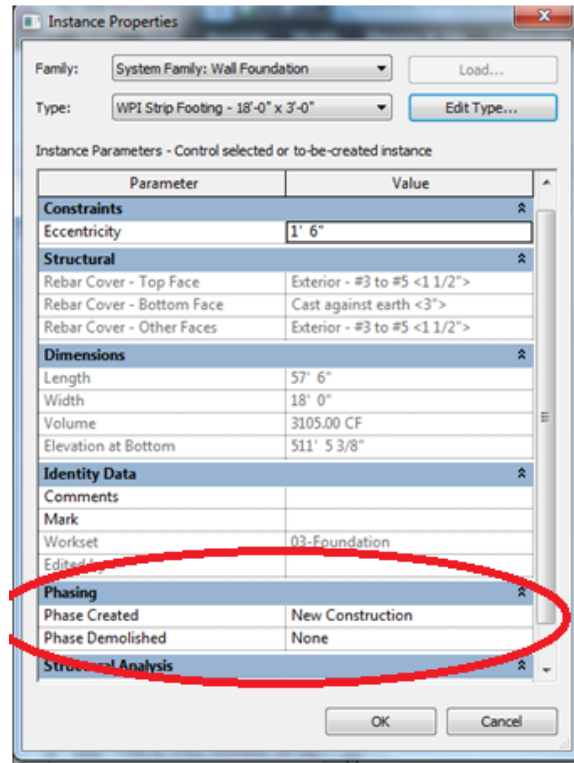 Instance Properties
Family: System Family: Wall Foundation Load...
Type: WPI Strip Footing - 18'-0" x 3'-0" Edit Type...
Instance Parameters - Control selected or to-be-created instance
Parameter Value
Constraints
Eccentricity 1' 6"
Structural
Rebar Cover - Top Face Exterior - #3 to #5 <1 1/2">
Rebar Cover - Bottom Face Cast against earth <3">
Rebar Cover - Other Faces Exterior - #3 to #5 <1 1/2">
Dimensions
Length 57' 6"
Width 18' 0"
Volume 3105.00 CF
Elevation at Bottom 511' 5 3/8"
Identity Data
Comments
Mark
Workset 03-Foundation
Edited by
Phasing
Phase Created New Construction
Phase Demolished None
Structural Analysis
OK Cancel